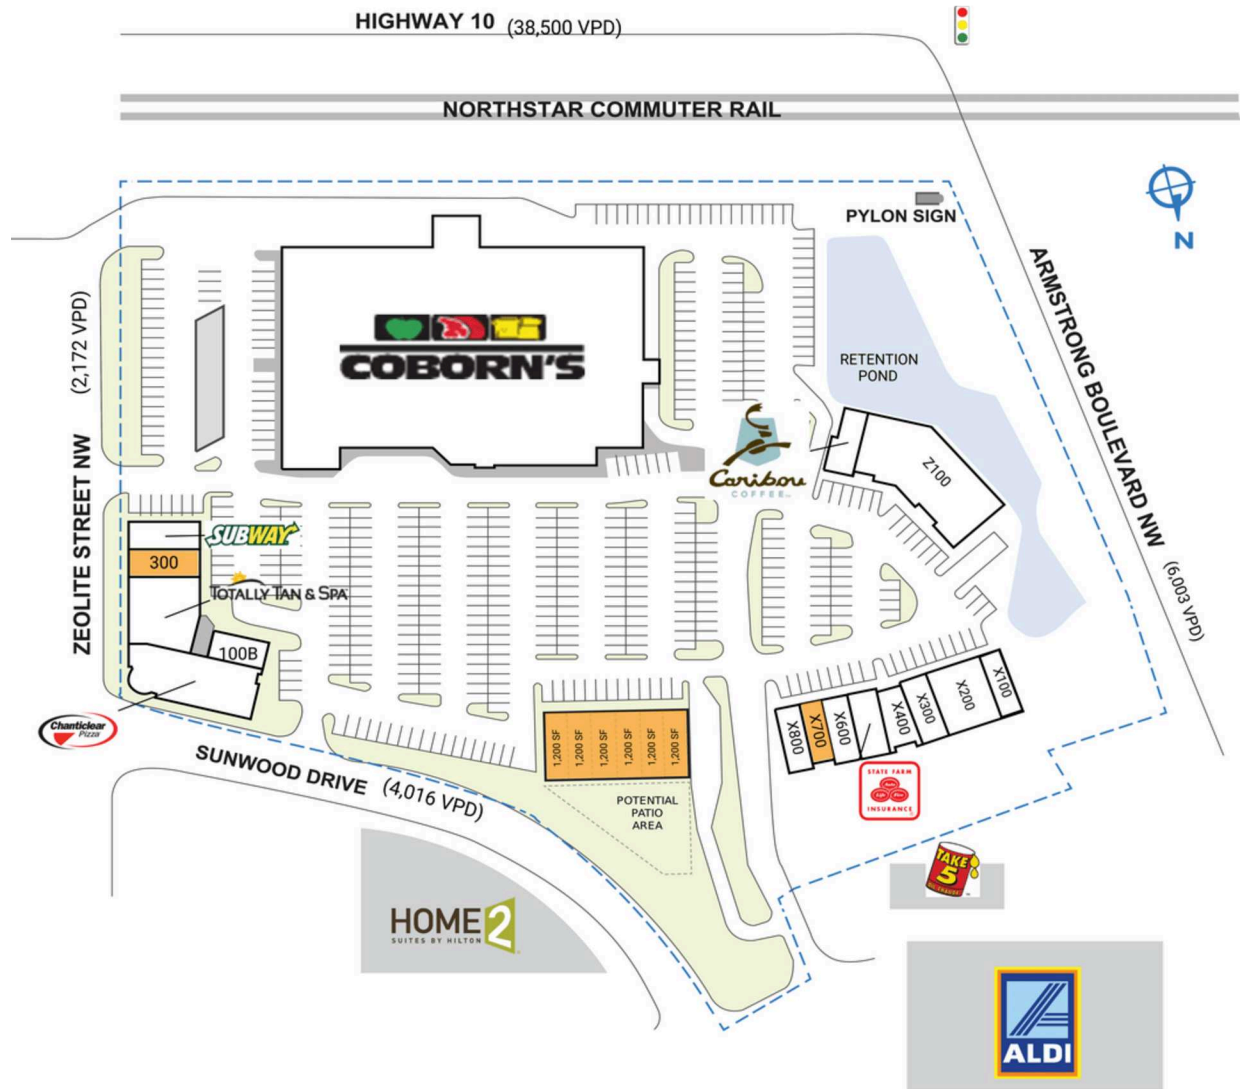 HIGHWAY 10 (38,500 VPD)
NORTHSTAR COMMUTER RAIL
PYLON SIGN
N
ARMSTRONG BOULEVARD NW (6,003 VPD)
ZEOLITE STREET NW (2,172 VPD)
COBORN'S
RETENTION
POND
Caribou
COFFEE
Z100
SUBWAY
300
TOTALLY TAN & SPA
100B
Chanticlear
Pizza
SUNWOOD DRIVE (4,016 VPD)
1,200 SF
1,200 SF
1,200 SF
1,200 SF
1,200 SF
1,200 SF
POTENTIAL
PATIO
AREA
X800
X700
X600
X400
X300
X200
X100
STATE FARM
INSURANCE
TAKE
5
OIL CHANGE
HOME2
SUITES BY HILTON
ALDI